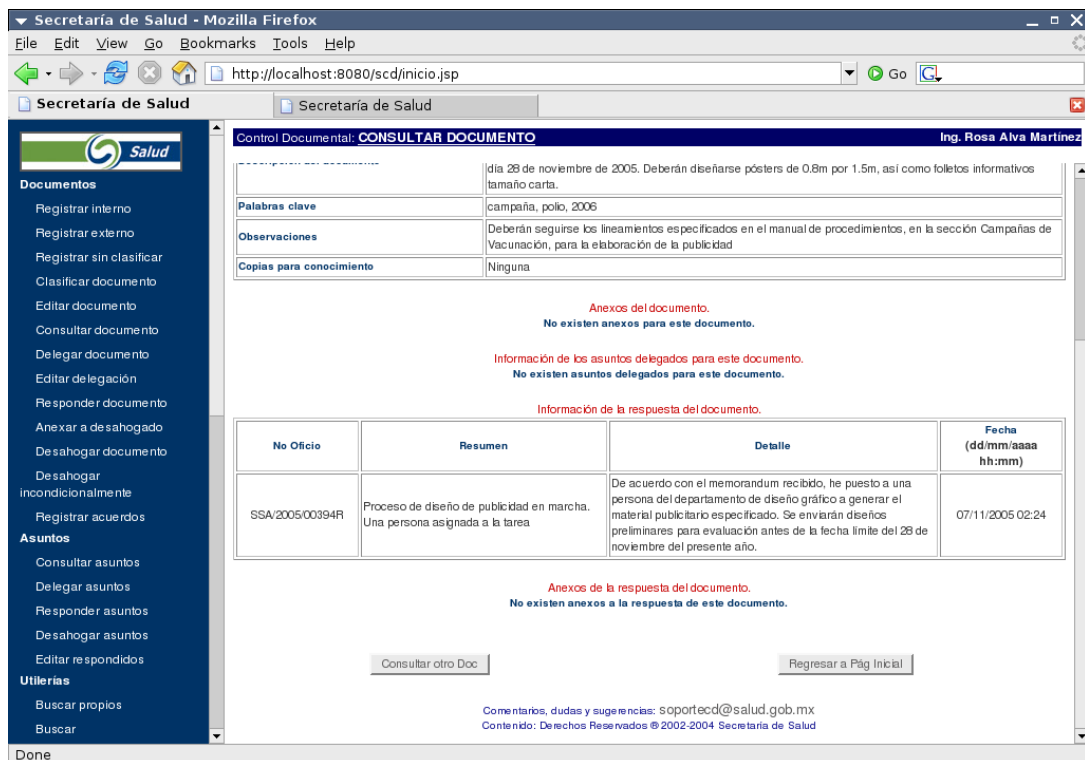 Secretaría de Salud - Mozilla Firefox
File Edit View Go Bookmarks Tools Help
http://localhost:8080/scd/inicio.jsp Go G
Secretaría de Salud Secretaría de Salud
Salud
Documentos
Registrar interno
Registrar externo
Registrar sin clasificar
Clasificar documento
Editar documento
Consultar documento
Delegar documento
Editar delegación
Responder documento
Anexar a desahogado
Desahogar documento
Desahogar
incondicionalmente
Registrar acuerdos
Asuntos
Consultar asuntos
Delegar asuntos
Responder asuntos
Desahogar asuntos
Editar respondidos
Utilerías
Buscar propios
Buscar
Control Documental: CONSULTAR DOCUMENTO Ing. Rosa Alva Martínez
día 28 de noviembre de 2005. Deberán diseñarse pósters de 0.8m por 1.5m, así como folletos informativos
tamaño carta.
Palabras clave campaña, polio, 2006
Observaciones
Deberán seguirse los lineamientos especificados en el manual de procedimientos, en la sección Campañas de
Vacunación, para la elaboración de la publicidad
Copias para conocimiento Ninguna
Anexos del documento.
No existen anexos para este documento.
Información de los asuntos delegados para este documento.
No existen asuntos delegados para este documento.
Información de la respuesta del documento.
No Oficio Resumen Detalle Fecha
(dd/mm/aaaa
hh:mm)
SSA/2005/00394R
Proceso de diseño de publicidad en marcha.
Una persona asignada a la tarea
De acuerdo con el memorandum recibido, he puesto a una
persona del departamento de diseño gráfico a generar el
material publicitario especificado. Se enviarán diseños
preliminares para evaluación antes de la fecha límite del 28 de
noviembre del presente año.
07/11/2005 02:24
Anexos de la respuesta del documento.
No existen anexos a la respuesta de este documento.
Consultar otro Doc Regresar a Pág Inicial
Comentarios, dudas y sugerencias: soportecd@salud.gob.mx
Contenido: Derechos Reservados ® 2002-2004 Secretaría de Salud
Done